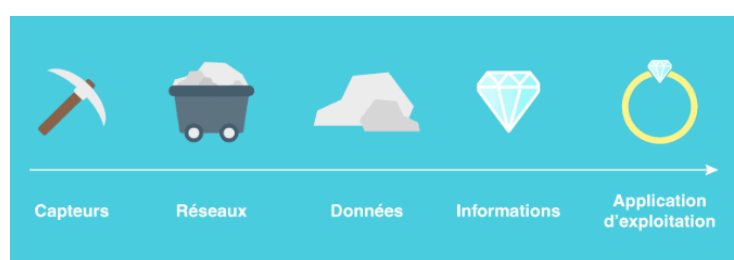 Capteurs
Réseaux
Données
Informations
Application
d'exploitation